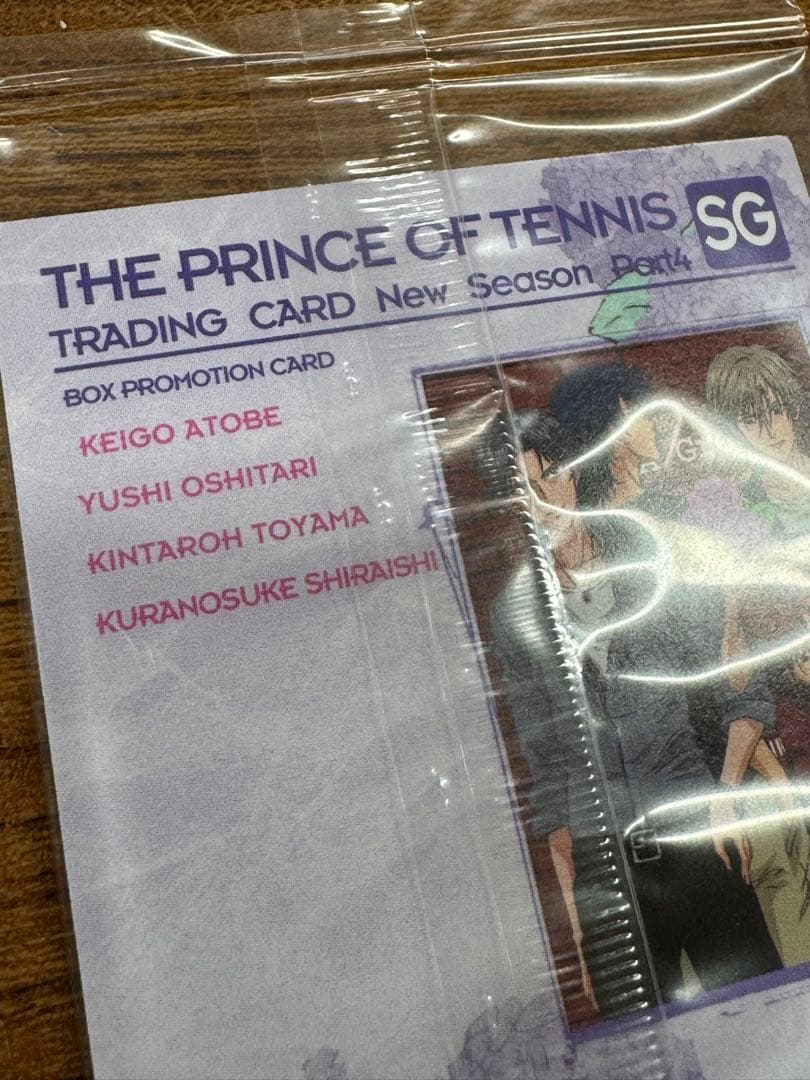 THE PRINCE OF TENNIS SG
TRADING CARD New Season Part4
BOX PROMOTION CARD
KEIGO ATOBE
YUSHI OSHITARI
KINTAROH TOYAMA
KURANOSUKE SHIRAISHI